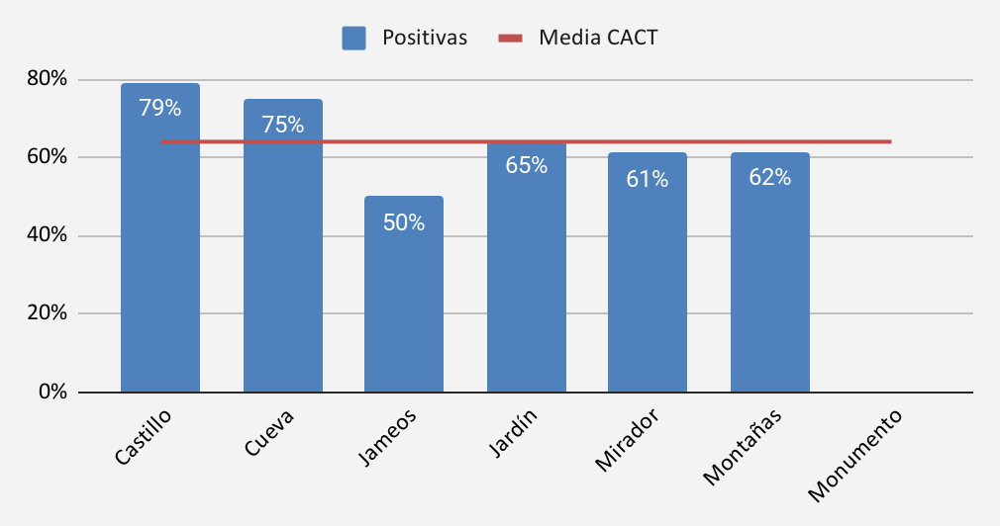 Positivas Media CACT
80%
60%
40%
20%
0%
79%
75%
50%
65%
61%
62%
Castillo
Cueva
Jameos
Jardín
Mirador
Montañas
Monumento